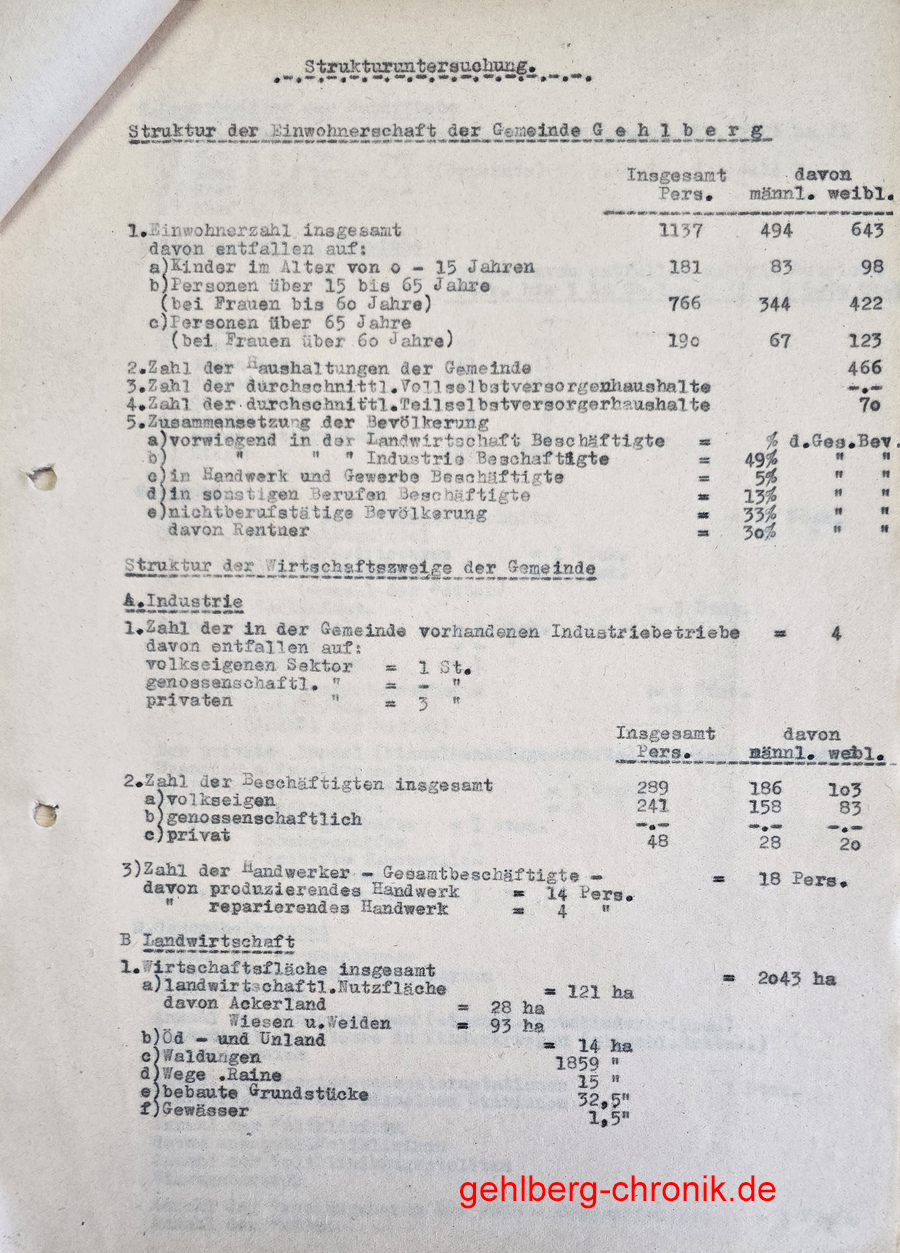 Strukturuntersuchung.
Struktur der Einwohnerschaft der Gemeinde G e h l b e r g
Insgesamt davon
Pers. männl. weibl.
1.Einwohnerzahl insgesamt 1137 494 643
davon entfallen auf:
a)Kinder im Alter von o - 15 Jahren 181 83 98
b)Personen über 15 bis 65 Jahre
(bei Frauen bis 6o Jahre) 766 344 422
c)Personen über 65 Jahre
(bei Frauen über 6o Jahre) 19o 67 123
2.Zahl der Haushaltungen der Gemeinde 466
3.Zahl der durchschnittl.Vollselbstversorgenhaushalte -.-
4.Zahl der durchschnittl.Teilselbstversorgerhaushalte 7o
5.Zusammensetzung der Bevölkerung
a)vorwiegend in der Landwirtschaft Beschäftigte = % d.Ges.Bev.
b) " " " Industrie Beschaftigte = 49% " "
c)in Handwerk und Gewerbe Beschäftigte = 5% " "
d)in sonstigen Berufen Beschäftigte = 13% " "
e)nichtberufstätige Bevölkerung = 33% " "
davon Rentner = 3o% " "
Struktur der Wirtschaftszweige der Gemeinde
A.Industrie
1.Zahl der in der Gemeinde vorhandenen Industriebetriebe = 4
davon entfallen auf:
volkseigenen Sektor = 1 St.
genossenschaftl. " = - "
privaten " = 3 "
Insgesamt davon
Pers. männl. weibl.
2.Zahl der Beschäftigten insgesamt 289 186 1o3
a)volkseigen 241 158 83
b)genossenschaftlich -.- -.- -.-
c)privat 48 28 2o
3)Zahl der Handwerker - Gesamtbeschäftigte - = 18 Pers.
davon produzierendes Handwerk = 14 Pers.
" reparierendes Handwerk = 4 "
B Landwirtschaft
1.Wirtschaftsfläche insgesamt = 2o43 ha
a)landwirtschaftl.Nutzfläche = 121 ha
davon Ackerland = 28 ha
Wiesen u.Weiden = 93 ha
b)Öd - und Unland = 14 ha
c)Waldungen 1859 "
d)Wege .Raine 15 "
e)bebaute Grundstücke 32,5"
f)Gewässer 1,5"
gehlberg-chronik.de